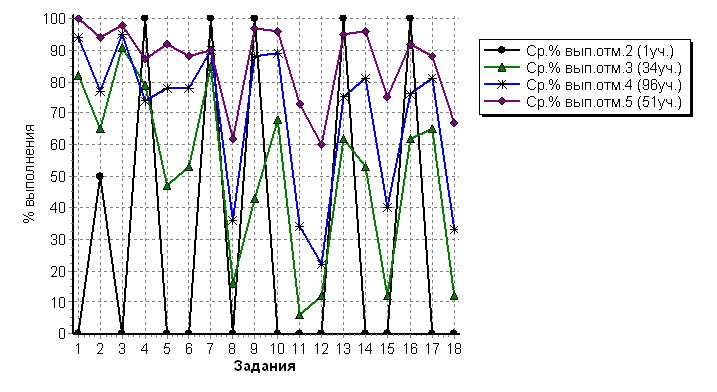 100
90
80
70
60
50
40
30
20
10
0
% выполнения
1 2 3 4 5 6 7 8 9 10 11 12 13 14 15 16 17 18
Задания
Ср.% вып.отм.2 (1уч.)
Ср.% вып.отм.3 (34уч.)
Ср.% вып.отм.4 (96уч.)
Ср.% вып.отм.5 (51уч.)